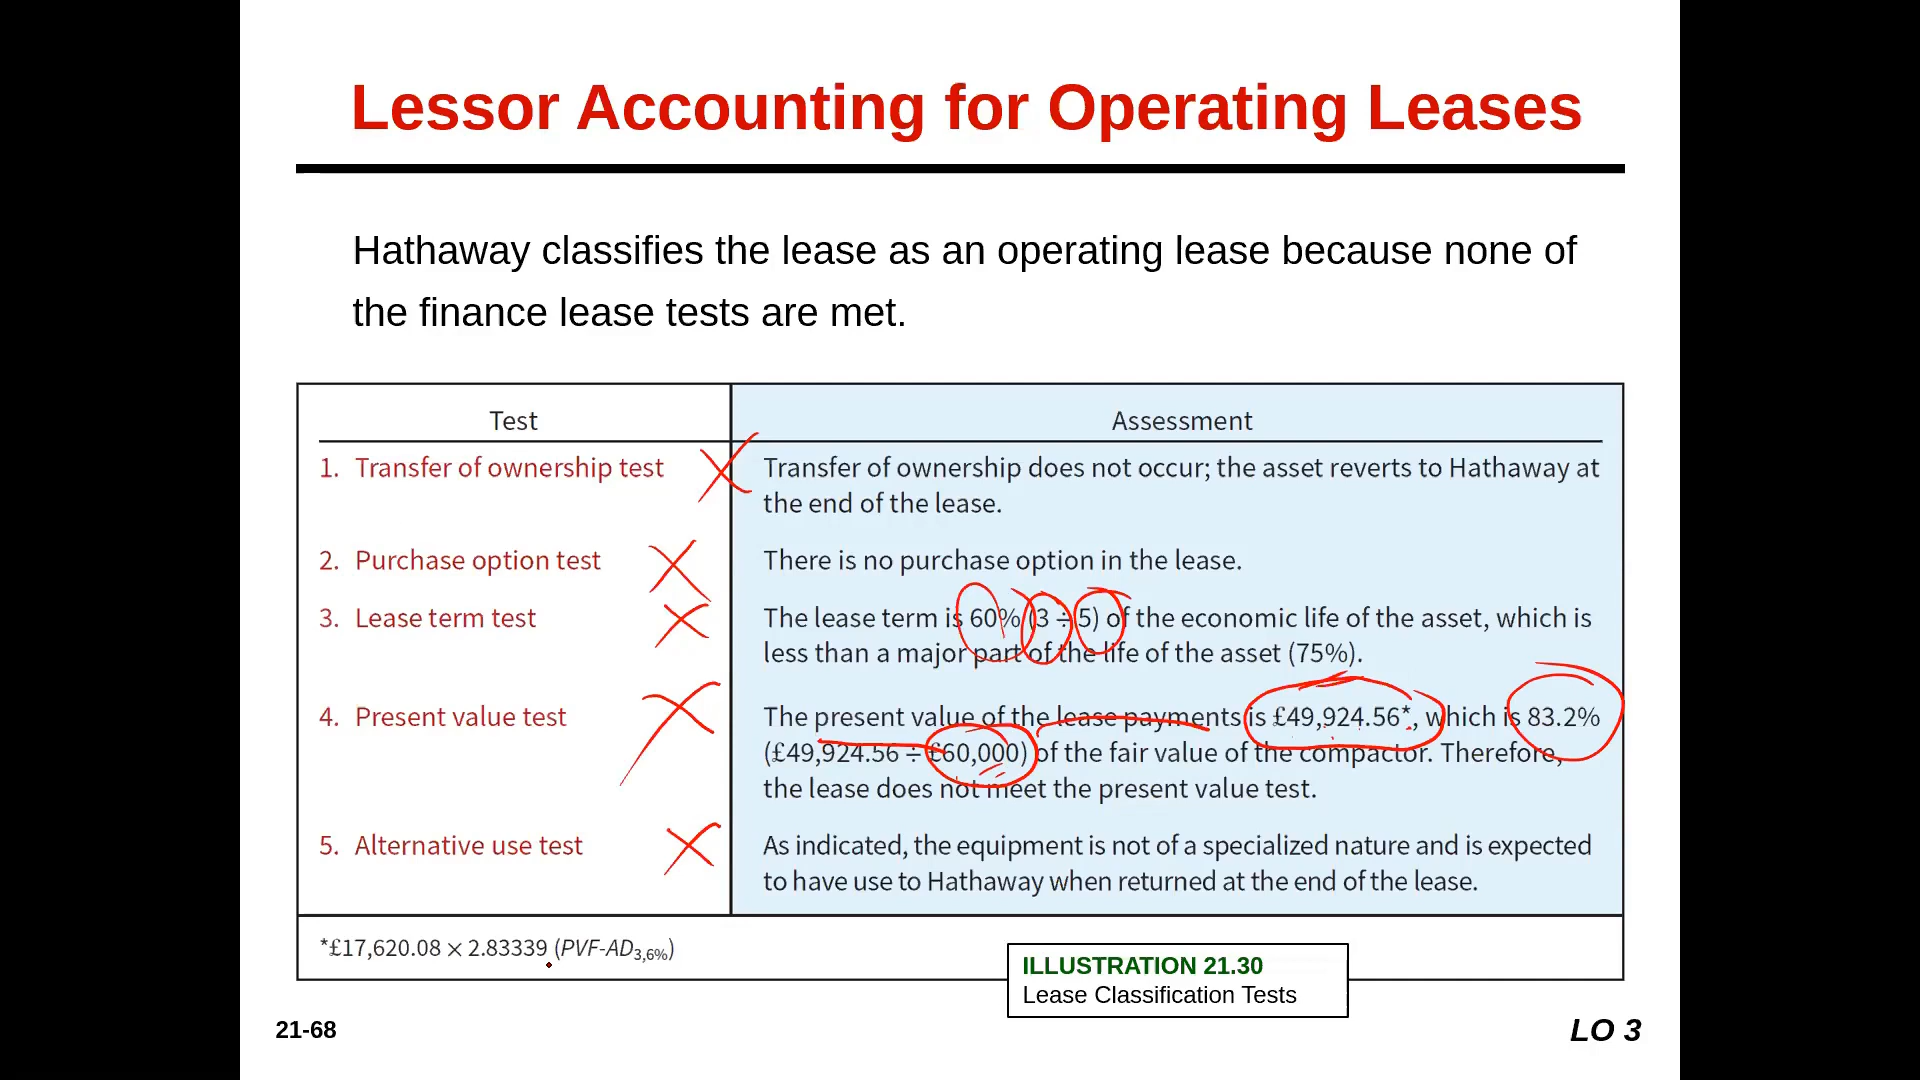 Lessor Accounting for Operating Leases
Hathaway classifies the lease as an operating lease because none of
the finance lease tests are met.
Test
Assessment
1. Transfer of ownership test
Transfer of ownership does not occur; the asset reverts to Hathaway at
the end of the lease.
2. Purchase option test
There is no purchase option in the lease.
3. Lease term test
The lease term is 60% (3 ÷ 5) of the economic life of the asset, which is
less than a major part of the life of the asset (75%).
4. Present value test
The present value of the lease payments is £49,924.56*, which is 83.2%
(£49,924.56 ÷ £60,000) of the fair value of the compactor. Therefore,
the lease does not meet the present value test.
5. Alternative use test
As indicated, the equipment is not of a specialized nature and is expected
to have use to Hathaway when returned at the end of the lease.
*£17,620.08 × 2.83339 (PVF-AD3,6%)
ILLUSTRATION 21.30
Lease Classification Tests
21-68
LO 3